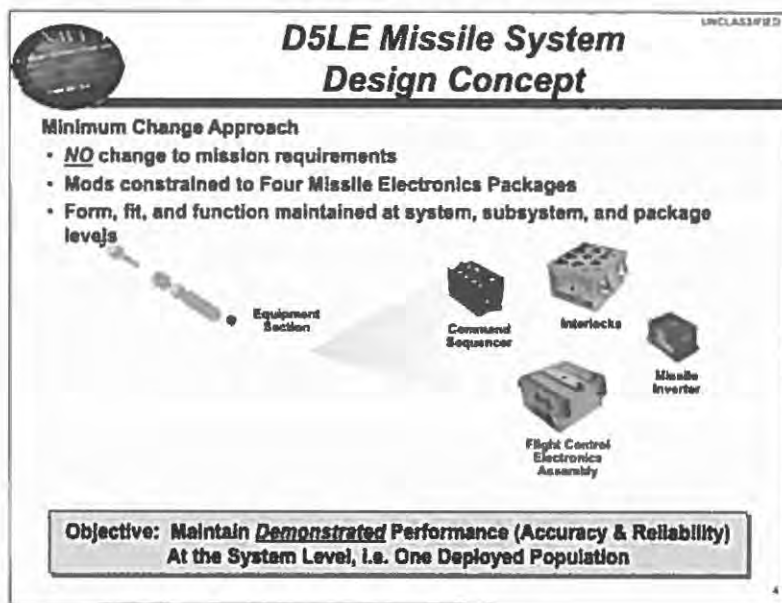 UNCLASSIFIED
D5LE Missile System
Design Concept
Minimum Change Approach
• NO change to mission requirements
• Mods constrained to Four Missile Electronics Packages
• Form, fit, and function maintained at system, subsystem, and package
levels
Equipment
Section
Command
Sequencer
Interlocks
Missile
Inverter
Flight Control
Electronics
Assembly
Objective: Maintain Demonstrated Performance (Accuracy & Reliability)
At the System Level, i.e. One Deployed Population